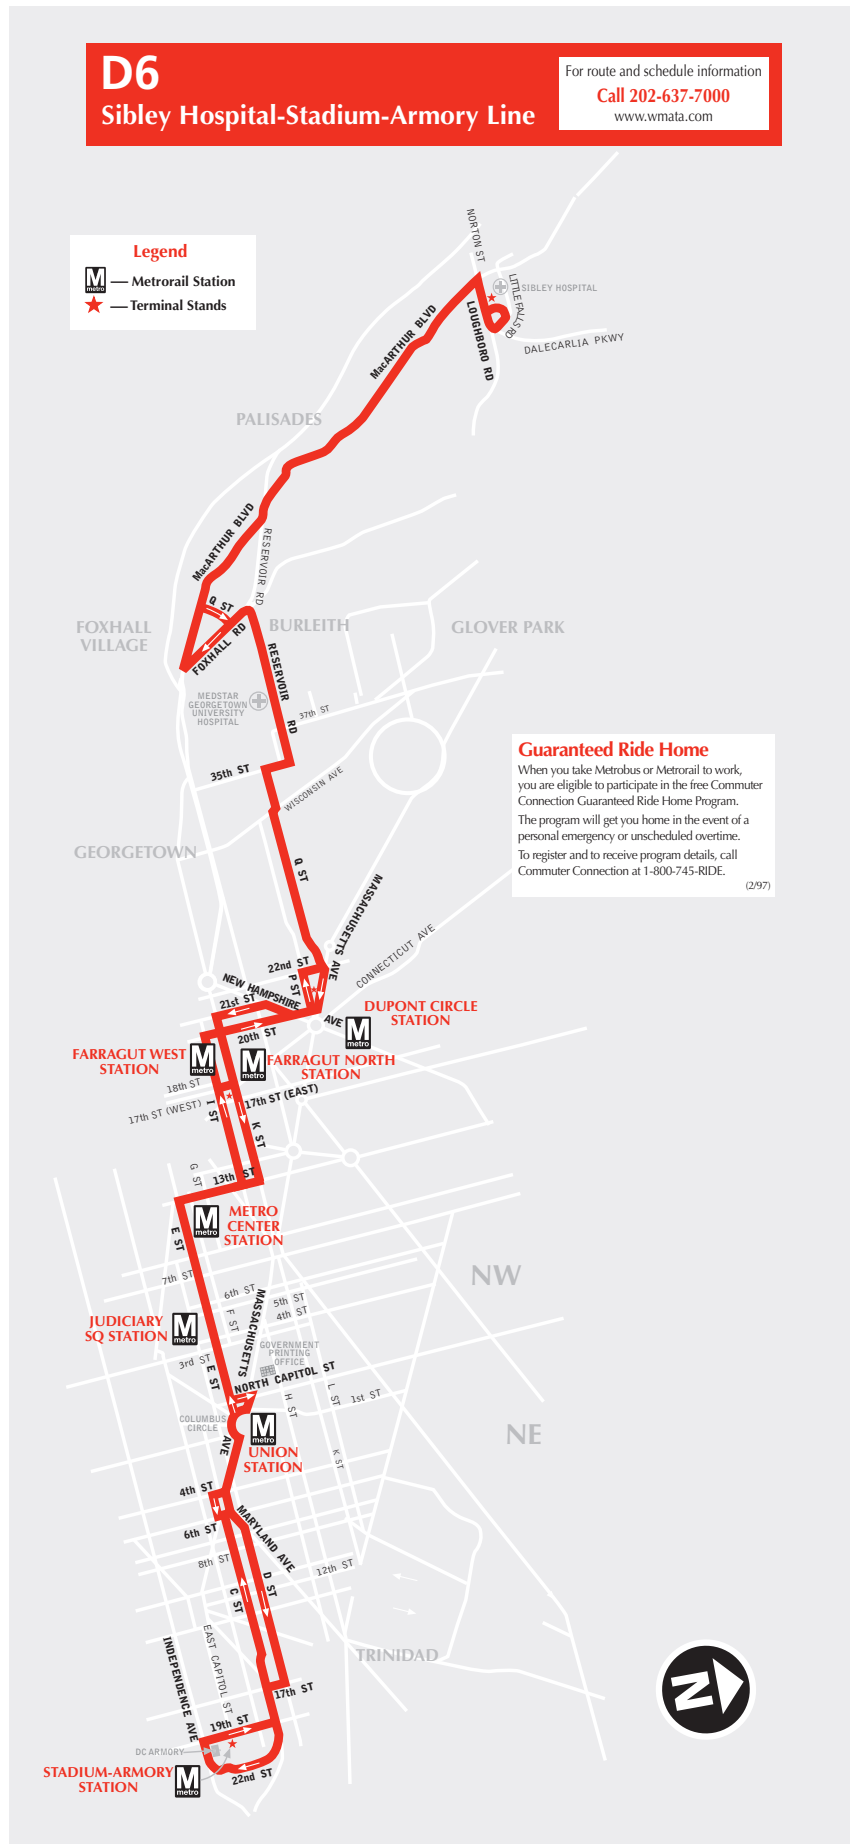 D6
Sibley Hospital-Stadium-Armory Line
For route and schedule information
Call 202-637-7000
www.wmata.com
Legend
M metro — Metrorail Station
★ — Terminal Stands
NORTON ST
LITTLE FALLS RD
SIBLEY HOSPITAL
LOUGHBORO RD
DALECARLIA PKWY
MacARTHUR BLVD
PALISADES
MacARTHUR BLVD
RESERVOIR RD
Q ST
FOXHALL
VILLAGE
FOXHALL RD
BURLEITH
GLOVER PARK
RESERVOIR RD
MEDSTAR
GEORGETOWN
UNIVERSITY
HOSPITAL
37th ST
35th ST
WISCONSIN AVE
Guaranteed Ride Home
When you take Metrobus or Metrorail to work,
you are eligible to participate in the free Commuter
Connection Guaranteed Ride Home Program.
The program will get you home in the event of a
personal emergency or unscheduled overtime.
To register and to receive program details, call
Commuter Connection at 1-800-745-RIDE.
(2/97)
GEORGETOWN
Q ST
MASSACHUSETTS AVE
CONNECTICUT AVE
22nd ST
P ST
NEW HAMPSHIRE AVE
21st ST
DUPONT CIRCLE
STATION
M metro
20th ST
FARRAGUT WEST
STATION
M metro
M metro
FARRAGUT NORTH
STATION
18th ST
17th ST (WEST)
I ST
17th ST (EAST)
K ST
G ST
13th ST
M metro
METRO
CENTER
STATION
E ST
NW
7th ST
6th ST
5th ST
4th ST
F ST
MASSACHUSETTS
JUDICIARY
SQ STATION
M metro
GOVERNMENT
PRINTING
OFFICE
3rd ST
E ST
NORTH CAPITOL ST
L ST
1st ST
H ST
COLUMBUS
CIRCLE
M metro
UNION
STATION
AVE
K ST
NE
4th ST
6th ST
MARYLAND AVE
8th ST
12th ST
D ST
C ST
TRINIDAD
INDEPENDENCE AVE
EAST CAPITOL ST
17th ST
19th ST
DC ARMORY
STADIUM-ARMORY
STATION
M metro
22nd ST
N